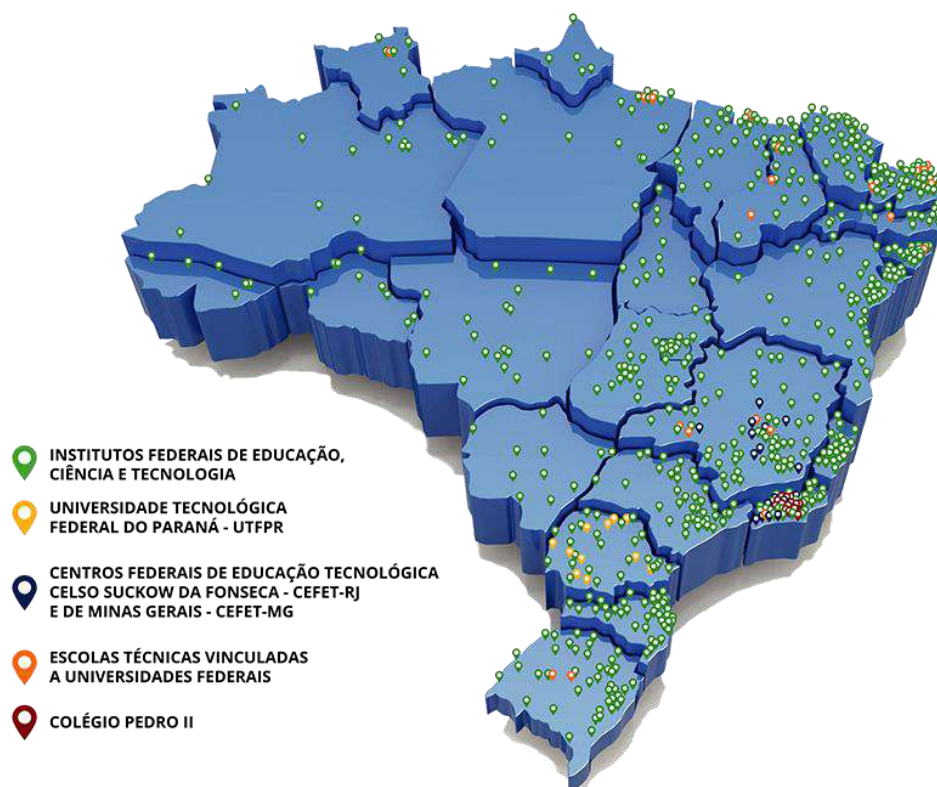 INSTITUTOS FEDERAIS DE EDUCAÇÃO,
CIÊNCIA E TECNOLOGIA
UNIVERSIDADE TECNOLÓGICA
FEDERAL DO PARANÁ - UTFPR
CENTROS FEDERAIS DE EDUCAÇÃO TECNOLÓGICA
CELSO SUCKOW DA FONSECA - CEFET-RJ
E DE MINAS GERAIS - CEFET-MG
ESCOLAS TÉCNICAS VINCULADAS
A UNIVERSIDADES FEDERAIS
COLÉGIO PEDRO II